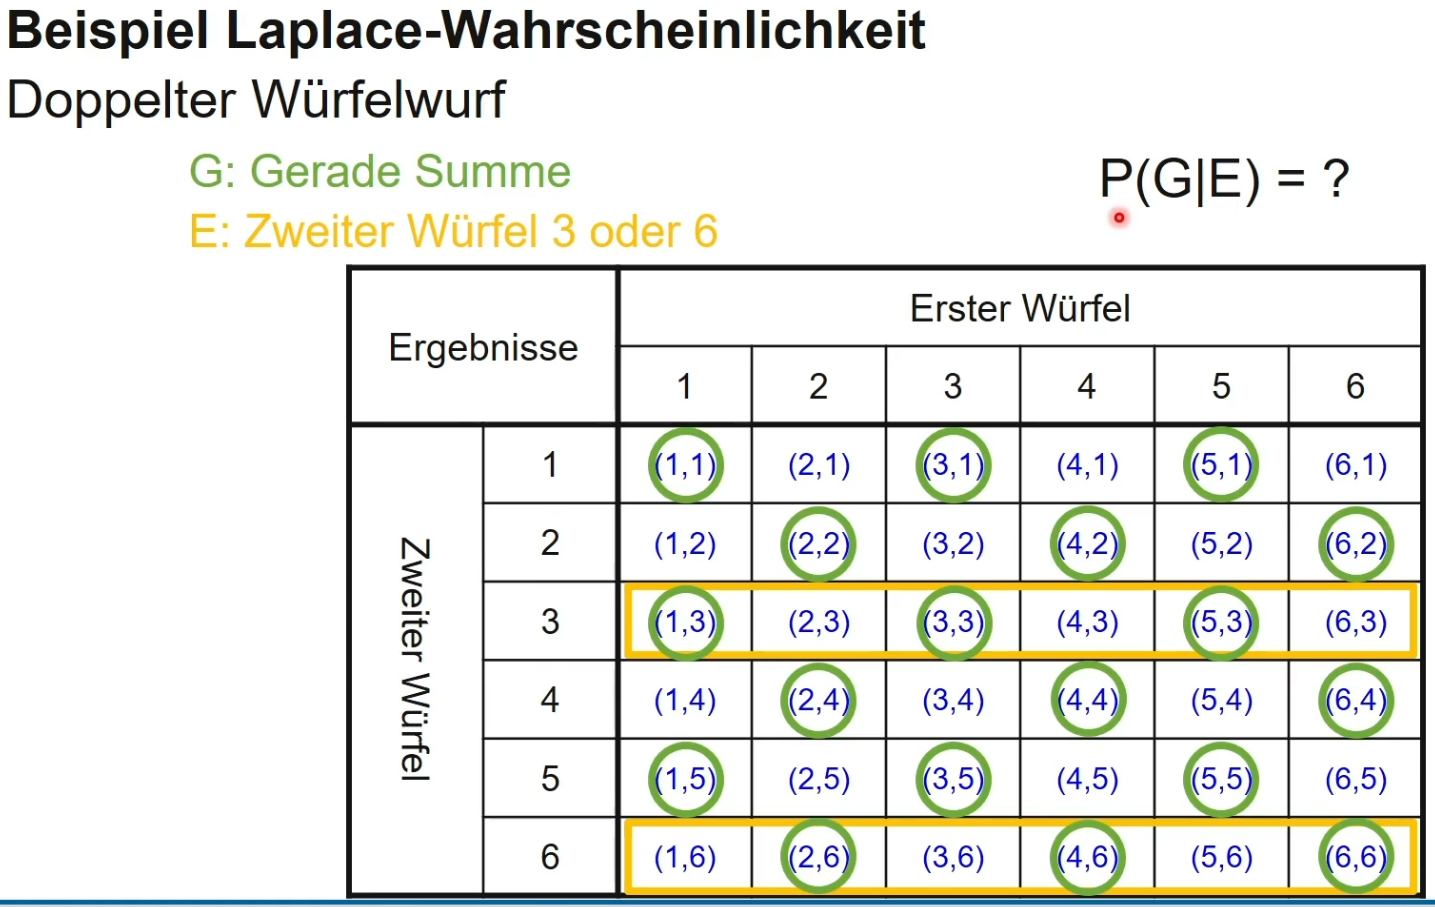 Beispiel Laplace-Wahrscheinlichkeit
Doppelter Würfelwurf
G: Gerade Summe
P(G|E) = ?
E: Zweiter Würfel 3 oder 6
Ergebnisse
Erster Würfel
1 2 3 4 5 6
Zweiter Würfel
1 (1,1) (2,1) (3,1) (4,1) (5,1) (6,1)
2 (1,2) (2,2) (3,2) (4,2) (5,2) (6,2)
3 (1,3) (2,3) (3,3) (4,3) (5,3) (6,3)
4 (1,4) (2,4) (3,4) (4,4) (5,4) (6,4)
5 (1,5) (2,5) (3,5) (4,5) (5,5) (6,5)
6 (1,6) (2,6) (3,6) (4,6) (5,6) (6,6)